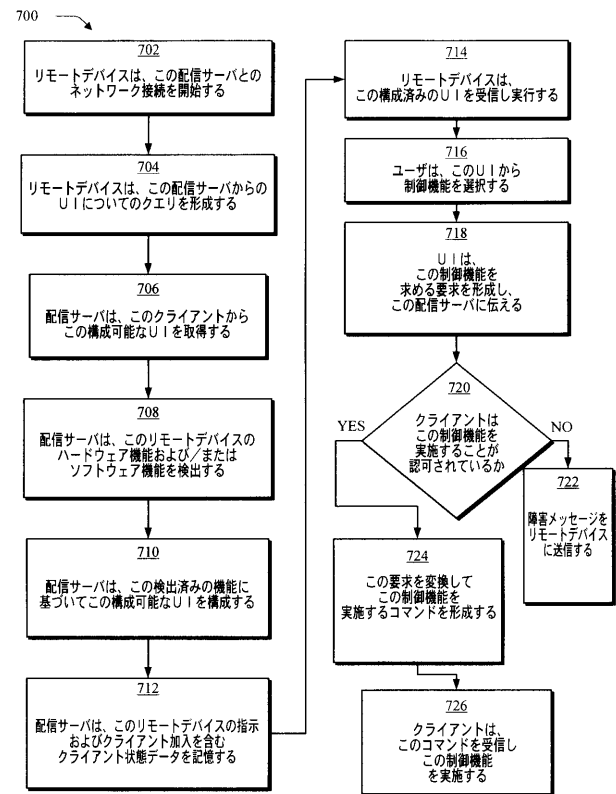 700
702
リモートデバイスは、この配信サーバとの
ネットワーク接続を開始する
704
リモートデバイスは、この配信サーバからの
UIについてのクエリを形成する
706
配信サーバは、このクライアントから
この構成可能なUIを取得する
708
配信サーバは、このリモートデバイスの
ハードウェア機能および/または
ソフトウェア機能を検出する
710
配信サーバは、この検出済みの機能に
基づいてこの構成可能なUIを構成する
712
配信サーバは、このリモートデバイスの指示
およびクライアント加入を含む
クライアント状態データを記憶する
714
リモートデバイスは、
この構成済みのUIを受信し実行する
716
ユーザは、このUIから
制御機能を選択する
718
UIは、
この制御機能を
求める要求を形成し、
この配信サーバに伝える
720
クライアントは
この制御機能を
実施することが
認可されているか
YES
NO
722
障害メッセージを
リモートデバイス
に送信する
724
この要求を変換して
この制御機能を
実施するコマンドを形成する
726
クライアントは、
このコマンドを受信し
この制御機能
を実施する